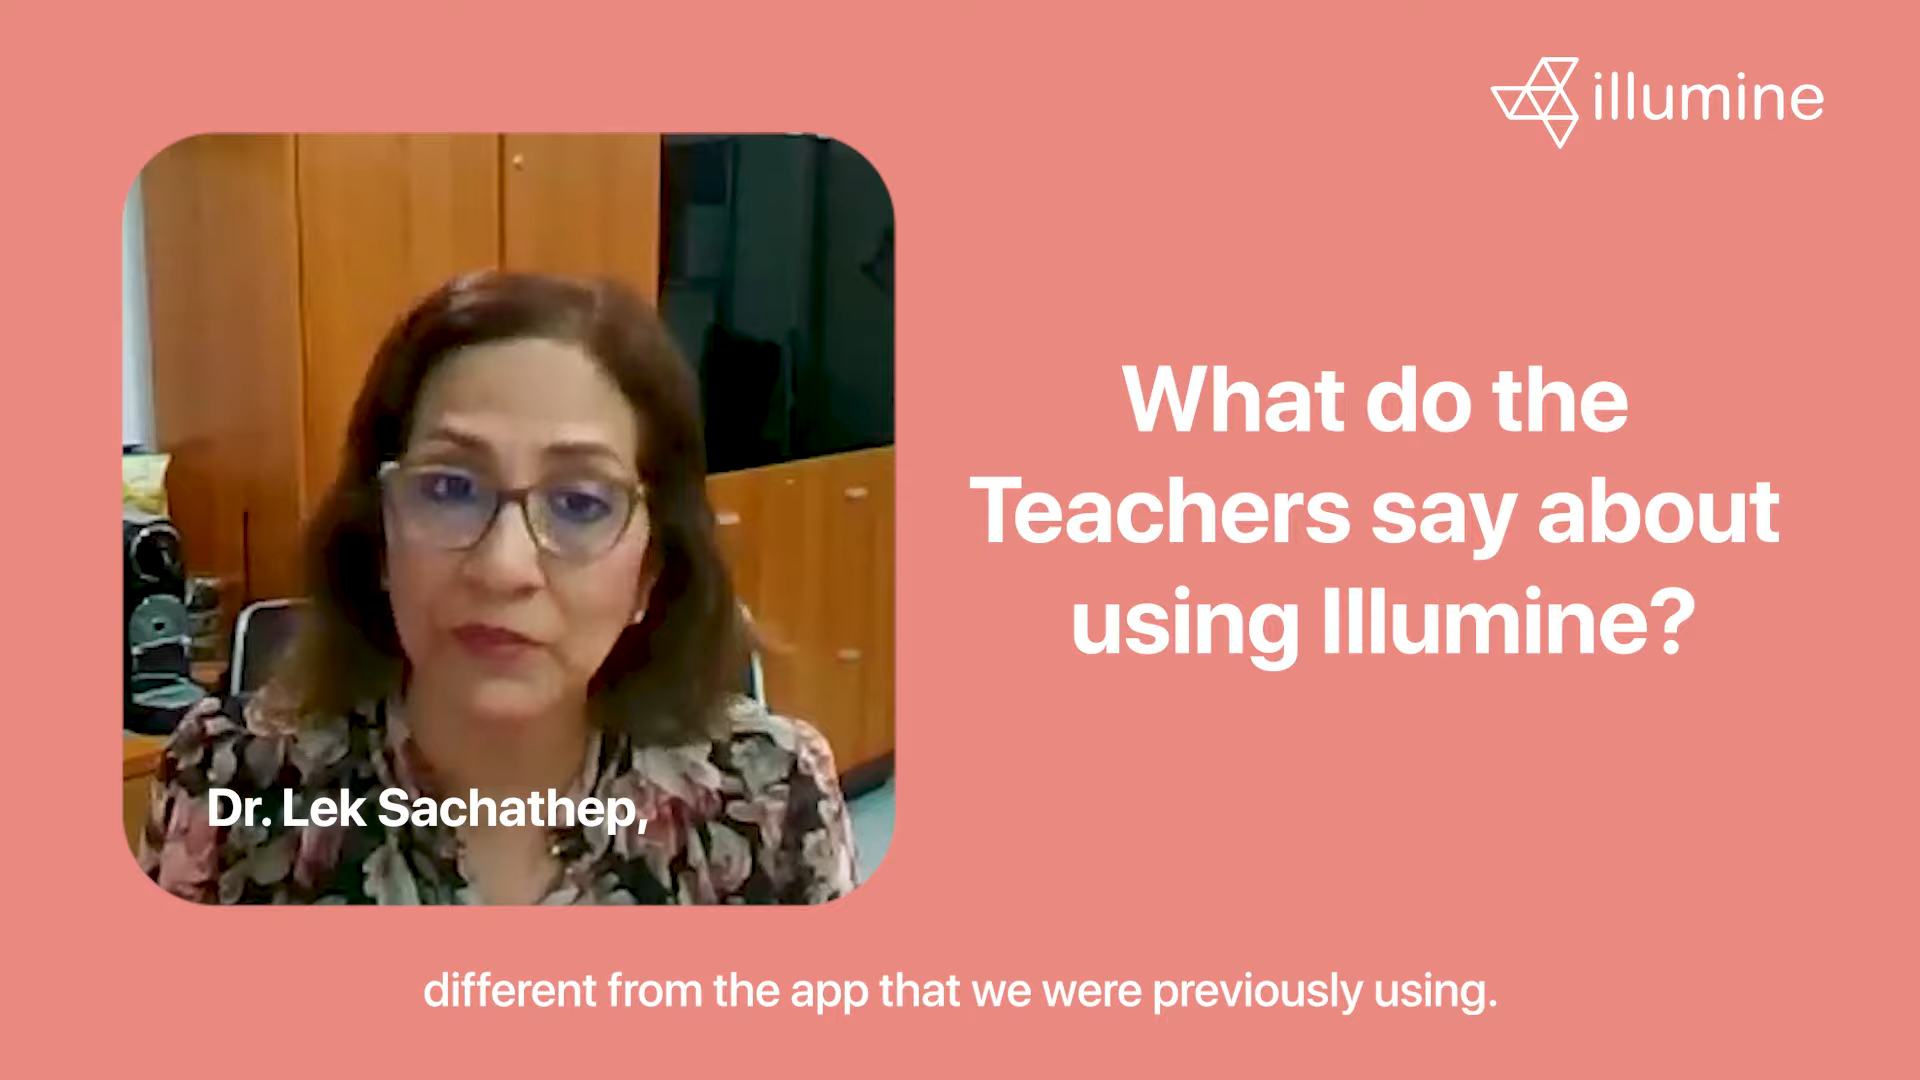 illumine
What do the
Teachers say about
using Illumine?
Dr. Lek Sachathep,
different from the app that we were previously using.